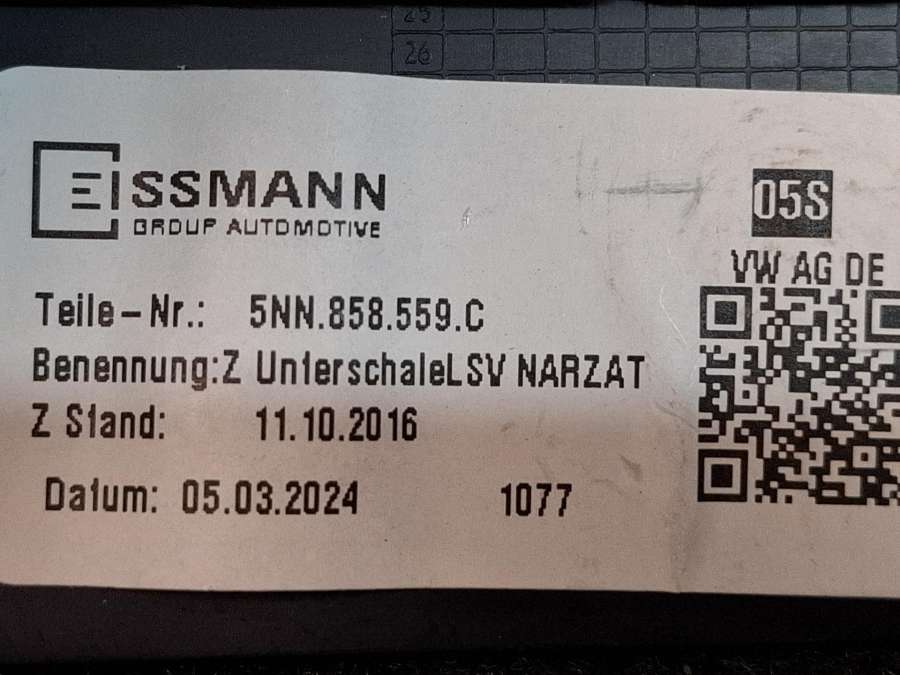 25
26
EISSMANN
GROUP AUTOMOTIVE
05S
VW AG DE
Teile-Nr.: 5NN.858.559.C
Benennung:Z UnterschaleLSV NARZAT
Z Stand: 11.10.2016
Datum: 05.03.2024 1077